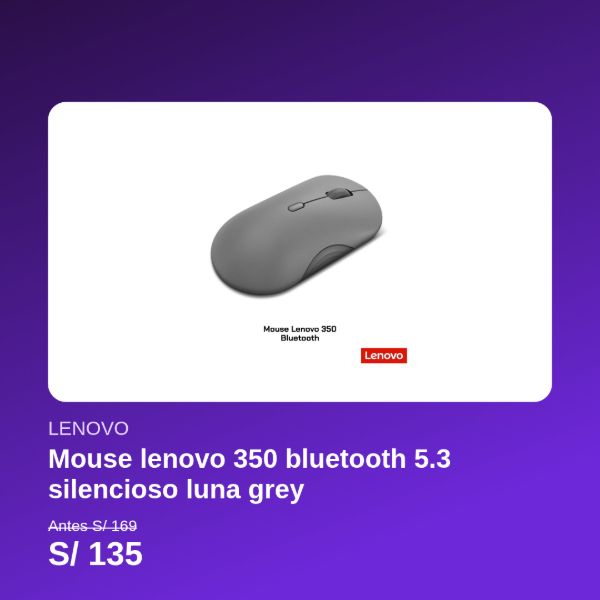 Mouse Lenovo 350
Bluetooth
Lenovo
LENOVO
Mouse lenovo 350 bluetooth 5.3
silencioso luna grey
Antes S/ 169
S/ 135